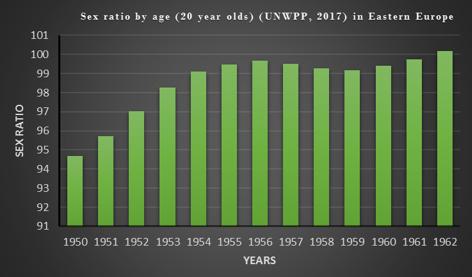 Sex ratio by age (20 year olds) (UNWPP, 2017) in Eastern Europe
101
100
99
98
97
96
95
94
93
92
91
SEX RATIO
1950 1951 1952 1953 1954 1955 1956 1957 1958 1959 1960 1961 1962
YEARS